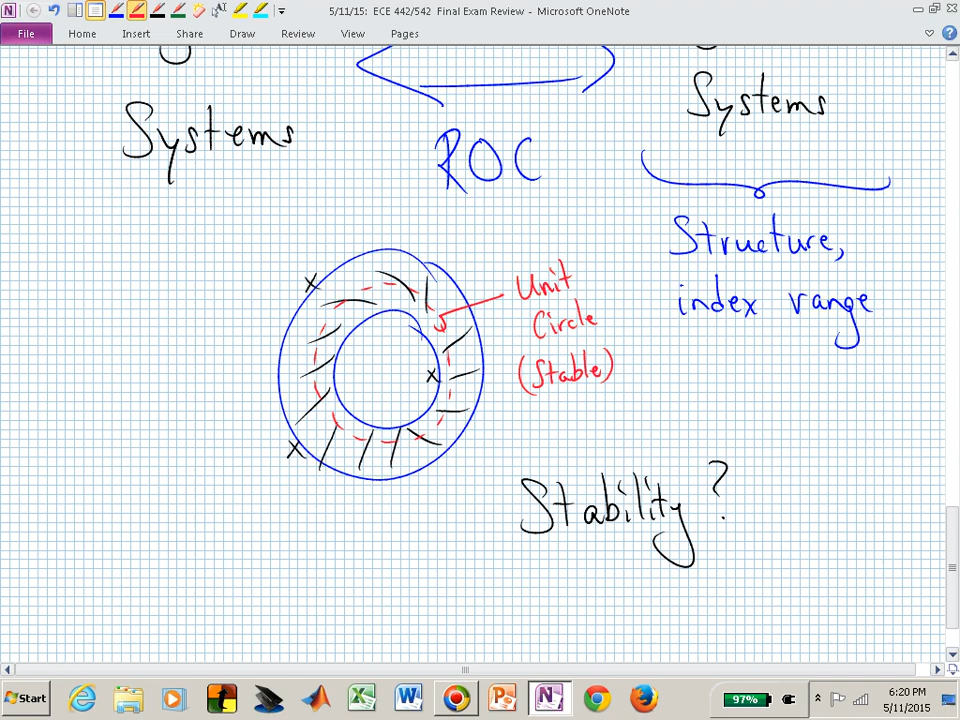 5/11/15: ECE 442/542 Final Exam Review - Microsoft OneNote
File Home Insert Share Draw Review View Pages
Systems
ROC
Systems
Structure,
index range
x
Unit
Circle
(Stable)
x
x
Stability?
Start
97%
6:20 PM
5/11/2015